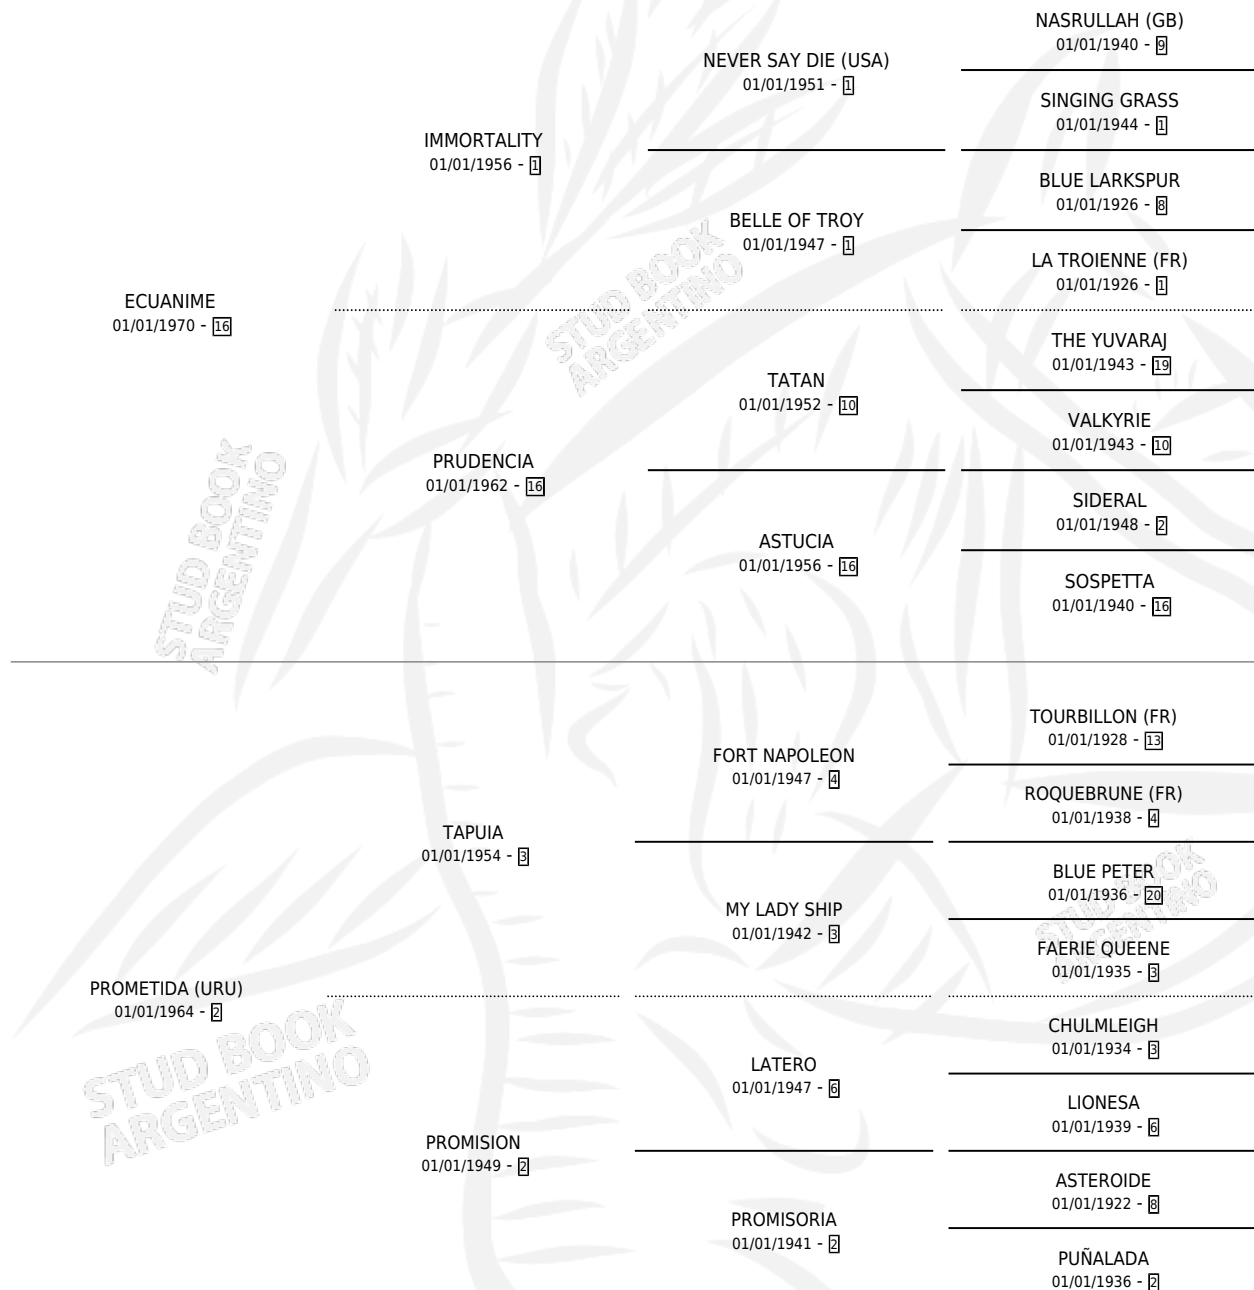 NASRULLAH (GB)
01/01/1940 - 9
NEVER SAY DIE (USA)
01/01/1951 - 1
SINGING GRASS
01/01/1944 - 1
IMMORTALITY
01/01/1956 - 1
BLUE LARKSPUR
01/01/1926 - 8
BELLE OF TROY
01/01/1947 - 1
LA TROIENNE (FR)
01/01/1926 - 1
ECUANIME
01/01/1970 - 16
THE YUVARAJ
01/01/1943 - 19
TATAN
01/01/1952 - 10
VALKYRIE
01/01/1943 - 10
PRUDENCIA
01/01/1962 - 16
SIDERAL
01/01/1948 - 2
ASTUCIA
01/01/1956 - 16
SOSPETTA
01/01/1940 - 16
TOURBILLON (FR)
01/01/1928 - 13
FORT NAPOLEON
01/01/1947 - 4
ROQUEBRUNE (FR)
01/01/1938 - 4
TAPUIA
01/01/1954 - 3
BLUE PETER
01/01/1936 - 20
MY LADY SHIP
01/01/1942 - 3
FAERIE QUEENE
01/01/1935 - 3
PROMETIDA (URU)
01/01/1964 - 2
CHULMLEIGH
01/01/1934 - 3
LATERO
01/01/1947 - 6
LIONESA
01/01/1939 - 6
PROMISION
01/01/1949 - 2
ASTEROIDE
01/01/1922 - 8
PROMISORIA
01/01/1941 - 2
PUÑALADA
01/01/1936 - 2
STUD BOOK
ARGENTINO
STUD BOOK
ARGENTINO
STUD BOOK
ARGENTINO
STUD BOOK
ARGENTINO